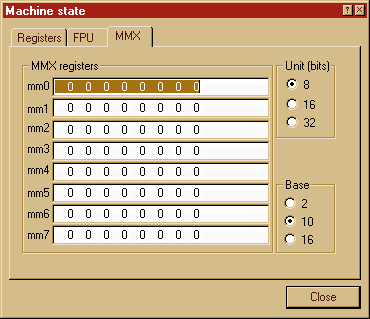 Machine state
Registers FPU MMX
MMX registers
mm0 0 0 0 0 0 0 0 0
mm1 0 0 0 0 0 0 0 0
mm2 0 0 0 0 0 0 0 0
mm3 0 0 0 0 0 0 0 0
mm4 0 0 0 0 0 0 0 0
mm5 0 0 0 0 0 0 0 0
mm6 0 0 0 0 0 0 0 0
mm7 0 0 0 0 0 0 0 0
Unit (bits)
8
16
32
Base
2
10
16
Close